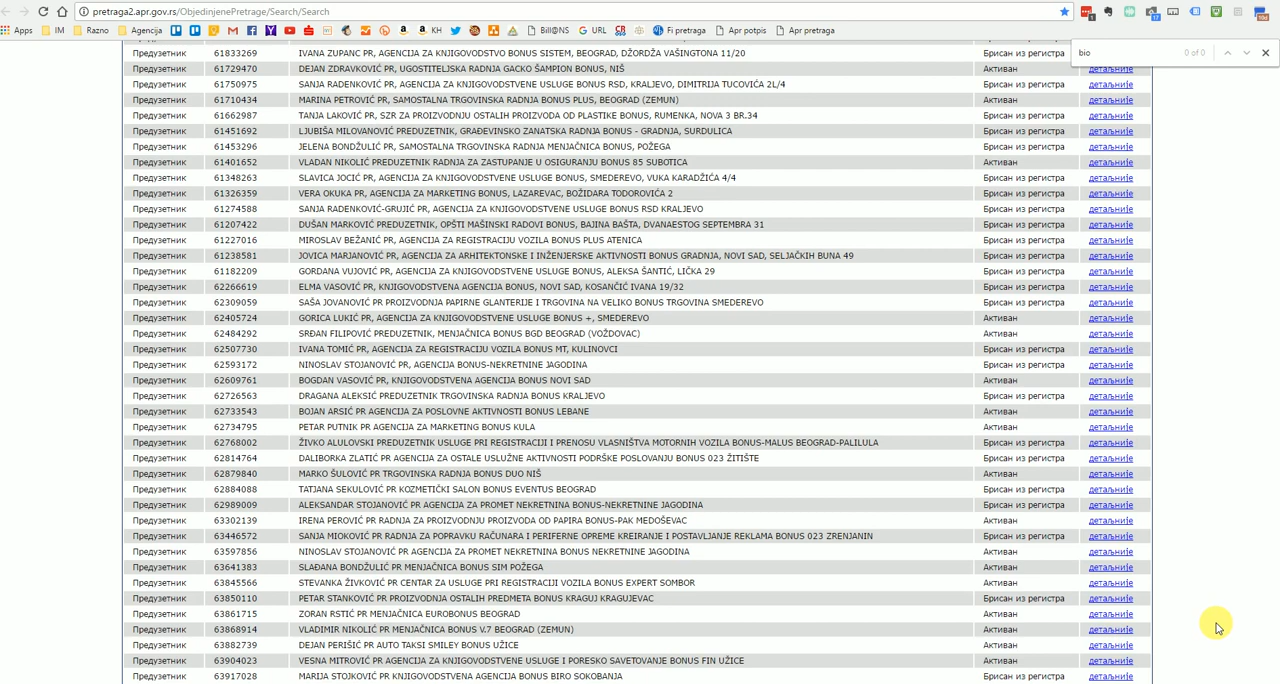 pretraga2.apr.gov.rs/ObjedinjenePretrage/Search/Search
Apps IM Razno Agencija KH Bill@NS URL Fi pretraga Apr potpis Apr pretraga
bio 0 of 0
Предузетник 61833269 IVANA ZUPANC PR, AGENCIJA ZA KNJIGOVODSTVO BONUS SISTEM, BEOGRAD, DŽORDŽA VAŠINGTONA 11/20 Брисан из регистра
Предузетник 61729470 DEJAN ZDRAVKOVIĆ PR, UGOSTITELJSKA RADNJA GACKO ŠAMPION BONUS, NIŠ Активан детаљније
Предузетник 61750975 SANJA RADENKOVIĆ PR, AGENCIJA ZA KNJIGOVODSTVENE USLUGE BONUS RSD, KRALJEVO, DIMITRIJA TUCOVIĆA 2L/4 Брисан из регистра детаљније
Предузетник 61710434 MARINA PETROVIĆ PR, SAMOSTALNA TRGOVINSKA RADNJA BONUS PLUS, BEOGRAD (ZEMUN) Активан детаљније
Предузетник 61662987 TANJA LAKOVIĆ PR, SZR ZA PROIZVODNJU OSTALIH PROIZVODA OD PLASTIKE BONUS, RUMENKA, NOVA 3 BR.34 Брисан из регистра детаљније
Предузетник 61451692 LJUBIŠA MILOVANOVIĆ PREDUZETNIK, GRAĐEVINSKO ZANATSKA RADNJA BONUS - GRADNJA, SURDULICA Брисан из регистра детаљније
Предузетник 61453296 JELENA BONDŽULIĆ PR, SAMOSTALNA TRGOVINSKA RADNJA MENJAČNICA BONUS, POŽEGA Брисан из регистра детаљније
Предузетник 61401652 VLADAN NIKOLIĆ PREDUZETNIK RADNJA ZA ZASTUPANJE U OSIGURANJU BONUS 85 SUBOTICA Активан детаљније
Предузетник 61348263 SLAVICA JOCIĆ PR, AGENCIJA ZA KNJIGOVODSTVENE USLUGE BONUS, SMEDEREVO, VUKA KARADŽIĆA 4/4 Брисан из регистра детаљније
Предузетник 61326359 VERA OKUKA PR, AGENCIJA ZA MARKETING BONUS, LAZAREVAC, BOŽIDARA TODOROVIĆA 2 Брисан из регистра детаљније
Предузетник 61274588 SANJA RADENKOVIĆ-GRUJIĆ PR, AGENCIJA ZA KNJIGOVODSTVENE USLUGE BONUS RSD KRALJEVO Брисан из регистра детаљније
Предузетник 61207422 DUŠAN MARKOVIĆ PREDUZETNIK, OPŠTI MAŠINSKI RADOVI BONUS, BAJINA BAŠTA, DVANAESTOG SEPTEMBRA 31 Брисан из регистра детаљније
Предузетник 61227016 MIROSLAV BEŽANIĆ PR, AGENCIJA ZA REGISTRACIJU VOZILA BONUS PLUS ATENICA Брисан из регистра детаљније
Предузетник 61238581 JOVICA MARJANOVIĆ PR, AGENCIJA ZA ARHITEKTONSKE I INŽENJERSKE AKTIVNOSTI BONUS GRADNJA, NOVI SAD, SELJAČKIH BUNA 49 Брисан из регистра детаљније
Предузетник 61182209 GORDANA VUJOVIĆ PR, AGENCIJA ZA KNJIGOVODSTVENE USLUGE BONUS, ALEKSA ŠANTIĆ, LIČKA 29 Брисан из регистра детаљније
Предузетник 62266619 ELMA VASOVIĆ PR, KNJIGOVODSTVENA AGENCIJA BONUS, NOVI SAD, KOSANČIĆ IVANA 19/32 Брисан из регистра детаљније
Предузетник 62309059 SAŠA JOVANOVIĆ PR PROIZVODNJA PAPIRNE GLANTERIJE I TRGOVINA NA VELIKO BONUS TRGOVINA SMEDEREVO Брисан из регистра детаљније
Предузетник 62405724 GORICA LUKIĆ PR, AGENCIJA ZA KNJIGOVODSTVENE USLUGE BONUS +, SMEDEREVO Активан детаљније
Предузетник 62484292 SRĐAN FILIPOVIĆ PREDUZETNIK, MENJAČNICA BONUS BGD BEOGRAD (VOŽDOVAC) Активан детаљније
Предузетник 62507730 IVANA TOMIĆ PR, AGENCIJA ZA REGISTRACIJU VOZILA BONUS MT, KULINOVCI Брисан из регистра детаљније
Предузетник 62593172 NINOSLAV STOJANOVIĆ PR, AGENCIJA BONUS-NEKRETNINE JAGODINA Брисан из регистра детаљније
Предузетник 62609761 BOGDAN VASOVIĆ PR, KNJIGOVODSTVENA AGENCIJA BONUS NOVI SAD Активан детаљније
Предузетник 62726563 DRAGANA ALEKSIĆ PREDUZETNIK TRGOVINSKA RADNJA BONUS KRALJEVO Брисан из регистра детаљније
Предузетник 62733543 BOJAN ARSIĆ PR AGENCIJA ZA POSLOVNE AKTIVNOSTI BONUS LEBANE Активан детаљније
Предузетник 62734795 PETAR PUTNIK PR AGENCIJA ZA MARKETING BONUS KULA Активан детаљније
Предузетник 62768002 ŽIVKO ALULOVSKI PREDUZETNIK USLUGE PRI REGISTRACIJI I PRENOSU VLASNIŠTVA MOTORNIH VOZILA BONUS-MALUS BEOGRAD-PALILULA Брисан из регистра детаљније
Предузетник 62814764 DALIBORKA ZLATIĆ PR AGENCIJA ZA OSTALE USLUŽNE AKTIVNOSTI PODRŠKE POSLOVANJU BONUS 023 ŽITIŠTE Брисан из регистра детаљније
Предузетник 62879840 MARKO ŠULOVIĆ PR TRGOVINSKA RADNJA BONUS DUO NIŠ Активан детаљније
Предузетник 62884088 TATJANA SEKULOVIĆ PR KOZMETIČKI SALON BONUS EVENTUS BEOGRAD Брисан из регистра детаљније
Предузетник 62989009 ALEKSANDAR STOJANOVIĆ PR AGENCIJA ZA PROMET NEKRETNINA BONUS-NEKRETNINE JAGODINA Брисан из регистра детаљније
Предузетник 63302139 IRENA PEROVIĆ PR RADNJA ZA PROIZVODNJU PROIZVODA OD PAPIRA BONUS-PAK MEDOŠEVAC Активан детаљније
Предузетник 63446572 SANJA MIOKOVIĆ PR RADNJA ZA POPRAVKU RAČUNARA I PERIFERNE OPREME KREIRANJE I POSTAVLJANJE REKLAMA BONUS 023 ZRENJANIN Брисан из регистра детаљније
Предузетник 63597856 NINOSLAV STOJANOVIĆ PR AGENCIJA ZA PROMET NEKRETNINA BONUS NEKRETNINE JAGODINA Активан детаљније
Предузетник 63641383 SLAĐANA BONDŽULIĆ PR MENJAČNICA BONUS SIM POŽEGA Активан детаљније
Предузетник 63845566 STEVANKA ŽIVKOVIĆ PR CENTAR ZA USLUGE PRI REGISTRACIJI VOZILA BONUS EXPERT SOMBOR Активан детаљније
Предузетник 63850110 PETAR STANKOVIĆ PR PROIZVODNJA OSTALIH PREDMETA BONUS KRAGUJ KRAGUJEVAC Брисан из регистра детаљније
Предузетник 63861715 ZORAN RSTIĆ PR MENJAČNICA EUROBONUS BEOGRAD Активан детаљније
Предузетник 63868914 VLADIMIR NIKOLIĆ PR MENJAČNICA BONUS V.7 BEOGRAD (ZEMUN) Активан детаљније
Предузетник 63882739 DEJAN PERIŠIĆ PR AUTO TAKSI SMILEY BONUS UŽICE Активан детаљније
Предузетник 63904023 VESNA MITROVIĆ PR AGENCIJA ZA KNJIGOVODSTVENE USLUGE I PORESKO SAVETOVANJE BONUS FIN UŽICE Активан детаљније
Предузетник 63917028 MARIJA STOJKOVIĆ PR KNJIGOVODSTVENA AGENCIJA BONUS BIRO SOKOBANJA Активан детаљније